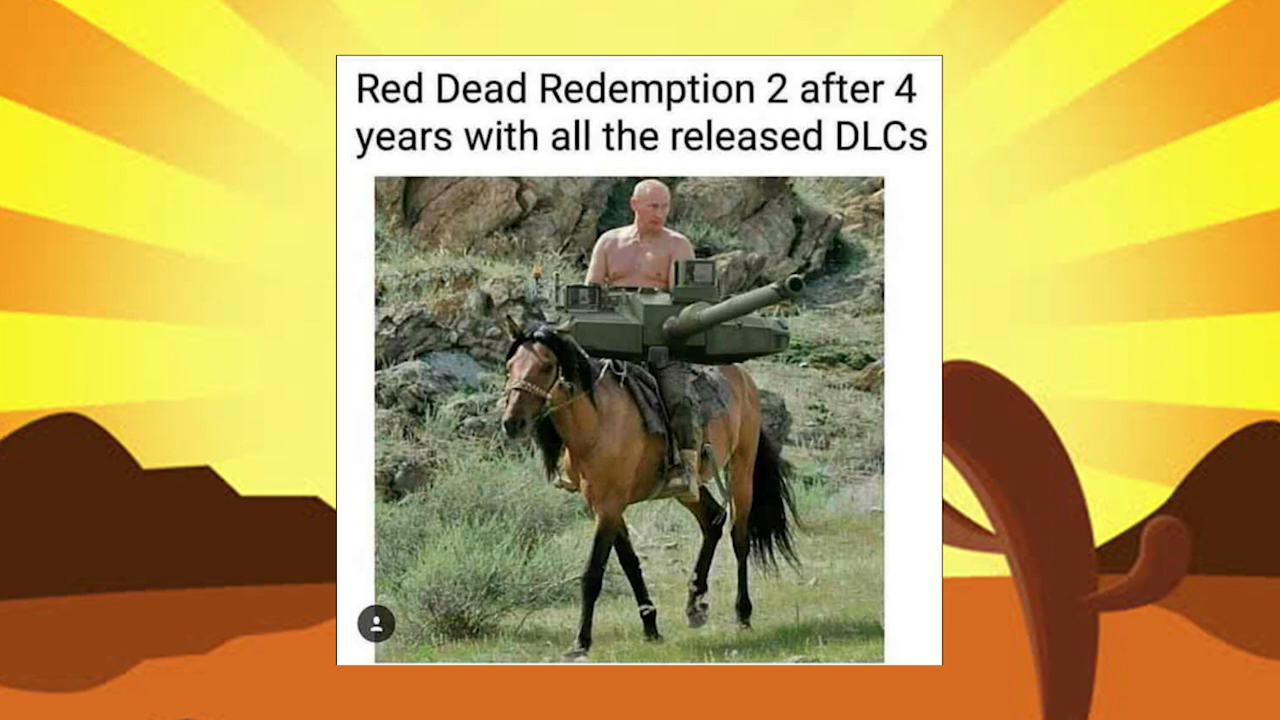 Red Dead Redemption 2 after 4
years with all the released DLCs